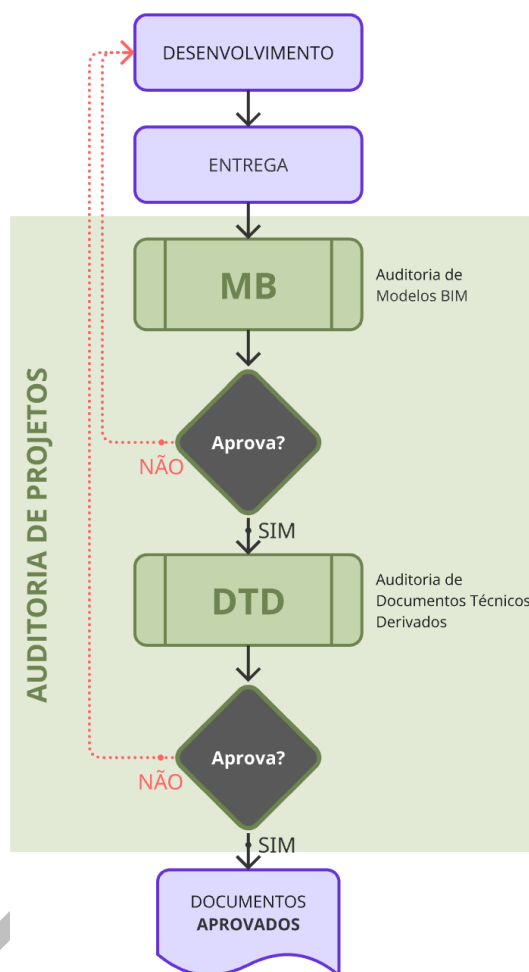 DESENVOLVIMENTO
ENTREGA
MB
Auditoria de
Modelos BIM
AUDITORIA DE PROJETOS
Aprova?
NÃO
SIM
DTD
Auditoria de
Documentos Técnicos
Derivados
Aprova?
NÃO
SIM
DOCUMENTOS
APROVADOS